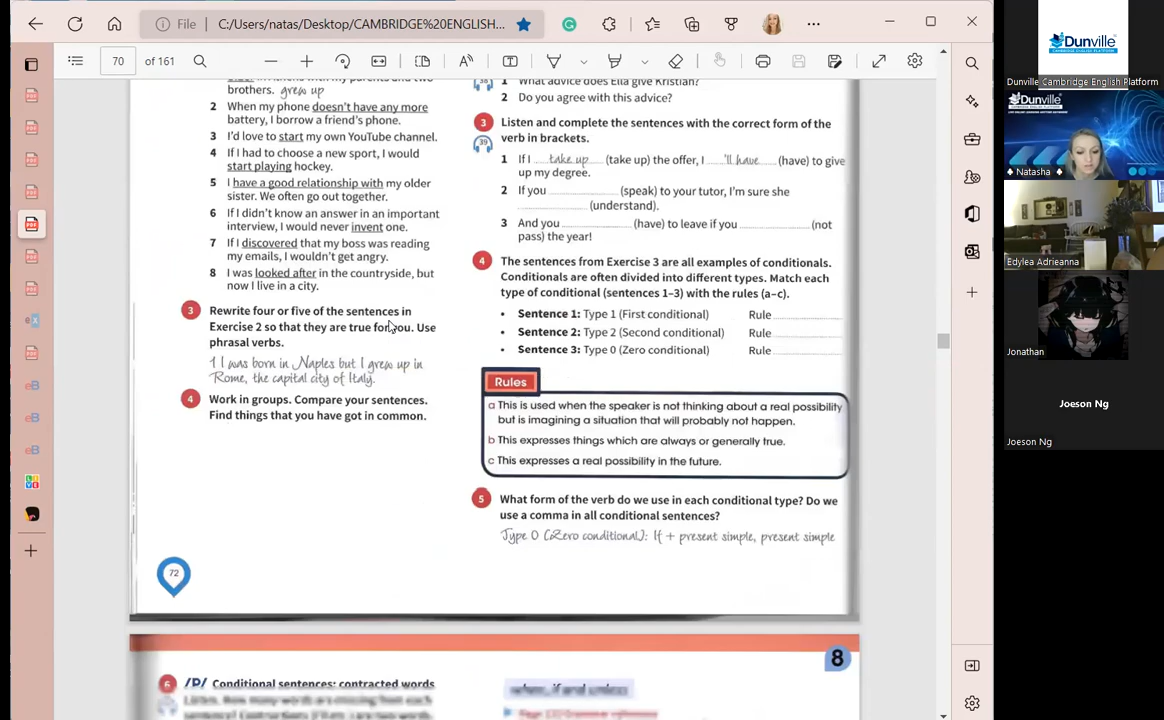 File
C:/Users/natas/Desktop/CAMBRIDGE%20ENGLISH...
70 of 161
brothers. grew up
2 When my phone doesn't have any more
battery, I borrow a friend's phone.
3 I'd love to start my own YouTube channel.
4 If I had to choose a new sport, I would
start playing hockey.
5 I have a good relationship with my older
sister. We often go out together.
6 If I didn't know an answer in an important
interview, I would never invent one.
7 If I discovered that my boss was reading
my emails, I wouldn't get angry.
8 I was looked after in the countryside, but
now I live in a city.
3 Rewrite four or five of the sentences in
Exercise 2 so that they are true for you. Use
phrasal verbs.
1 I was born in Naples but I grew up in
Rome, the capital city of Italy.
4 Work in groups. Compare your sentences.
Find things that you have got in common.
72
38
1 What advice does Ella give Kristian?
2 Do you agree with this advice?
3 Listen and complete the sentences with the correct form of the
39 verb in brackets.
1 If I take up (take up) the offer, I 'll have (have) to give
up my degree.
2 If you (speak) to your tutor, I'm sure she
(understand).
3 And you (have) to leave if you (not
pass) the year!
4 The sentences from Exercise 3 are all examples of conditionals.
Conditionals are often divided into different types. Match each
type of conditional (sentences 1–3) with the rules (a–c).
• Sentence 1: Type 1 (First conditional) Rule
• Sentence 2: Type 2 (Second conditional) Rule
• Sentence 3: Type 0 (Zero conditional) Rule
Rules
a This is used when the speaker is not thinking about a real possibility
but is imagining a situation that will probably not happen.
b This expresses things which are always or generally true.
c This expresses a real possibility in the future.
5 What form of the verb do we use in each conditional type? Do we
use a comma in all conditional sentences?
Type 0 (Zero conditional): If + present simple, present simple
8
6 /P/ Conditional sentences: contracted words
when, if and unless
Dunville
Dunville Cambridge English Platform
Dunville
Natasha
Edylea Adrieanna
Jonathan
Joeson Ng
Joeson Ng